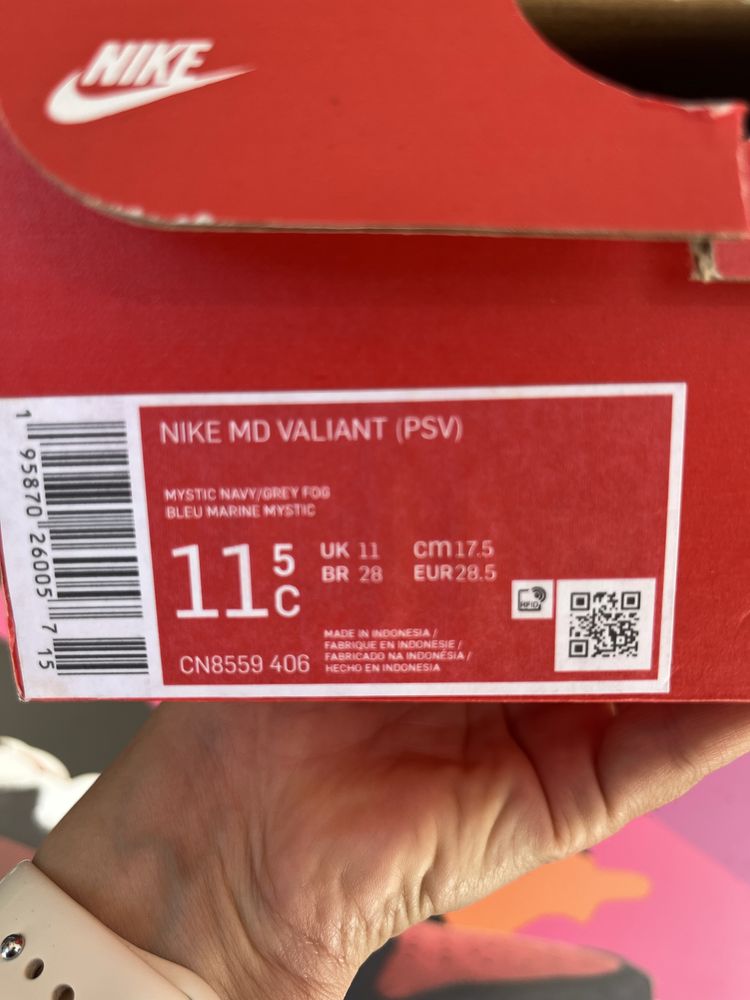 NIKE
NIKE MD VALIANT (PSV)
MYSTIC NAVY/GREY FOG
BLEU MARINE MYSTIC
11 5 C
UK 11
BR 28
cm 17.5
EUR 28.5
RFID
CN8559 406
MADE IN INDONESIA /
FABRIQUE EN INDONESIE /
FABRICADO NA INDONÉSIA /
HECHO EN INDONESIA
1 95870 26005 7 15